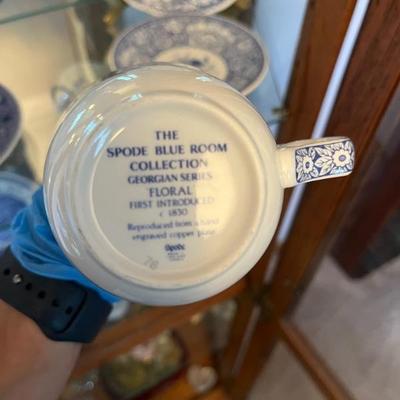 THE
SPODE BLUE ROOM
COLLECTION
GEORGIAN SERIES
'FLORAL'
FIRST INTRODUCED
c 1830
Reproduced from a hand
engraved copper plate
Spode